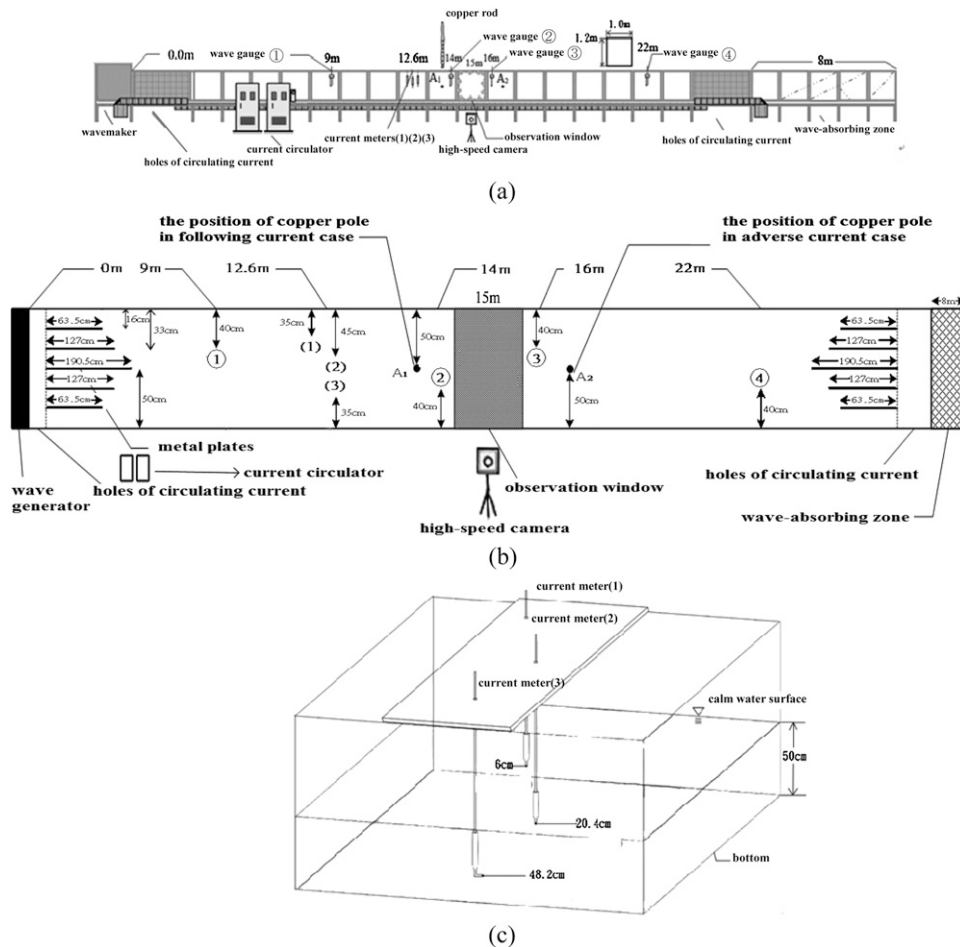 copper rod
1.0m
1.2m
0.0m
wave gauge ①
9m
12.6m
14m
wave gauge ②
15m
16m
wave gauge ③
22m
wave gauge ④
8m
A₁
A₂
wavemaker
holes of circulating current
current circulator
current meters(1)(2)(3)
high-speed camera
observation window
holes of circulating current
wave-absorbing zone
(a)
the position of copper pole
in following current case
the position of copper pole
in adverse current case
0m
9m
12.6m
14m
15m
16m
22m
8m
63.5cm
127cm
190.5cm
127cm
63.5cm
16cm
33cm
50cm
40cm
①
35cm
(1)
45cm
(2)
(3)
35cm
50cm
A1
②
40cm
40cm
③
A2
50cm
④
40cm
63.5cm
127cm
190.5cm
127cm
63.5cm
metal plates
current circulator
wave
generator
holes of circulating current
high-speed camera
observation window
holes of circulating current
wave-absorbing zone
(b)
current meter(1)
current meter(2)
current meter(3)
calm water surface
50cm
6cm
20.4cm
48.2cm
bottom
(c)